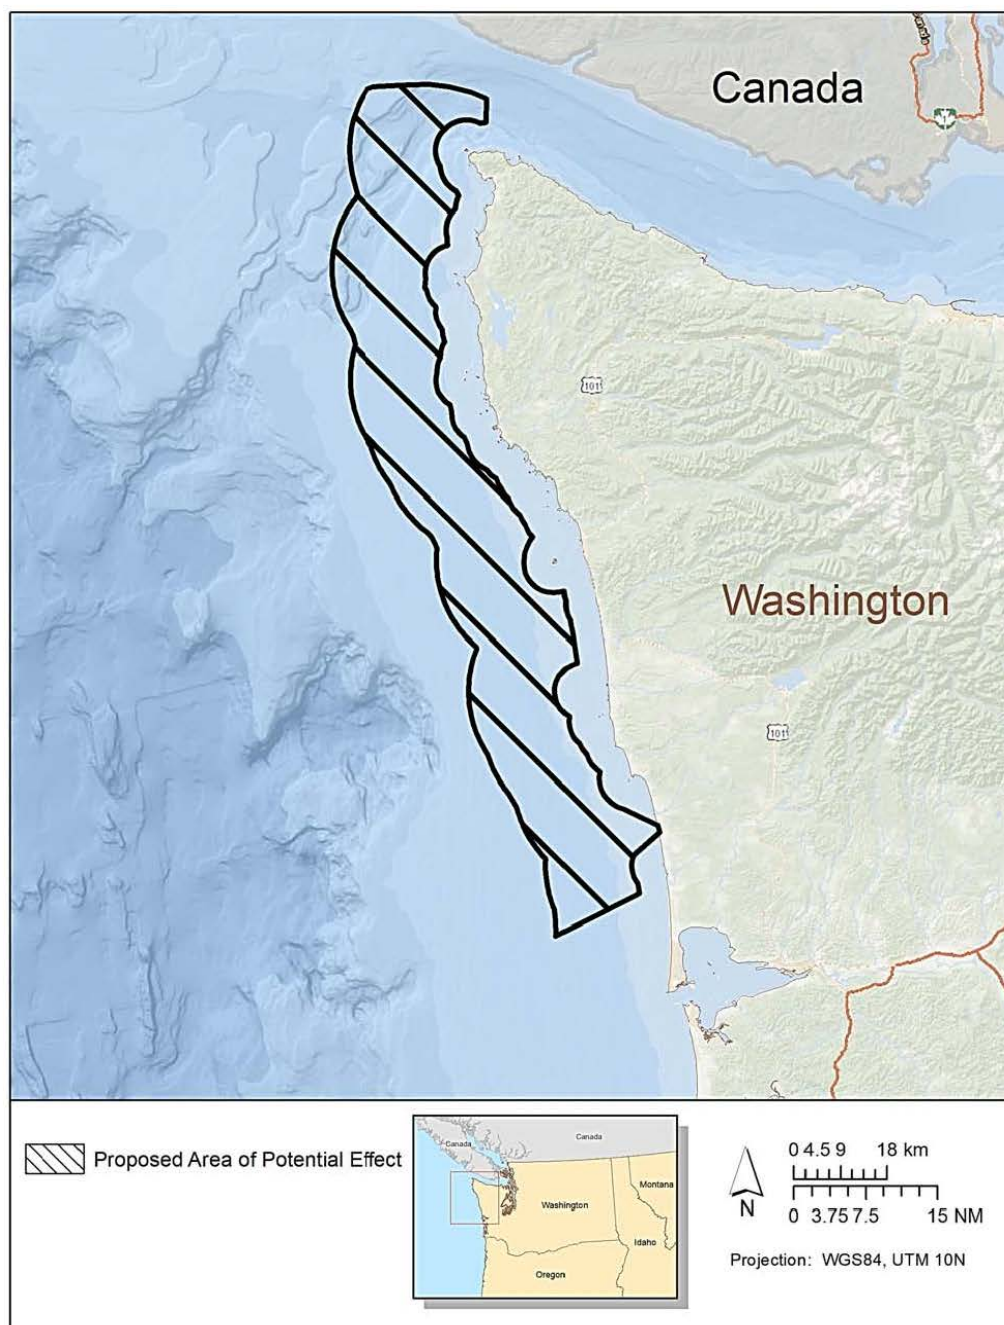 Canada
1
101
Washington
101
Proposed Area of Potential Effect
Canada
Canada
Washington
Montana
Idaho
Oregon
N
0 4.5 9 18 km
0 3.75 7.5 15 NM
Projection: WGS84, UTM 10N